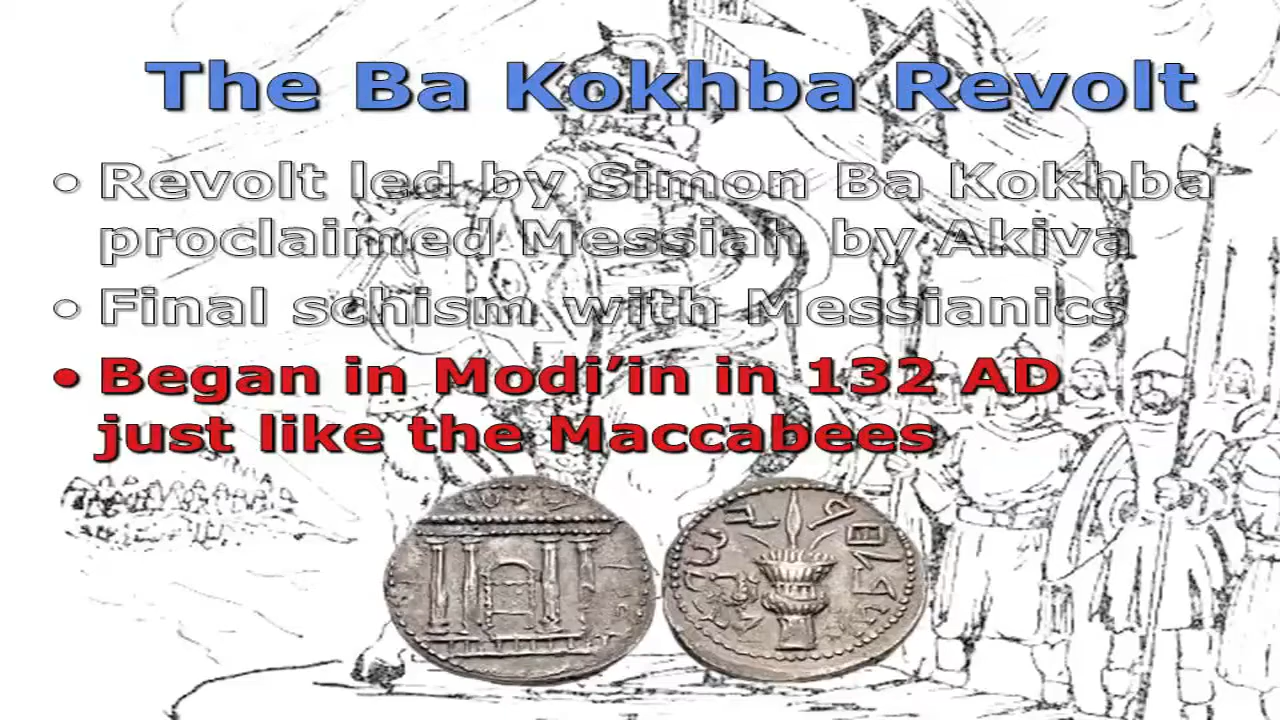 The Ba Kokhba Revolt
• Revolt led by Simon Ba Kokhba
proclaimed Messiah by Akiva
• Final schism with Messianics
• Began in Modi’in in 132 AD
just like the Maccabees